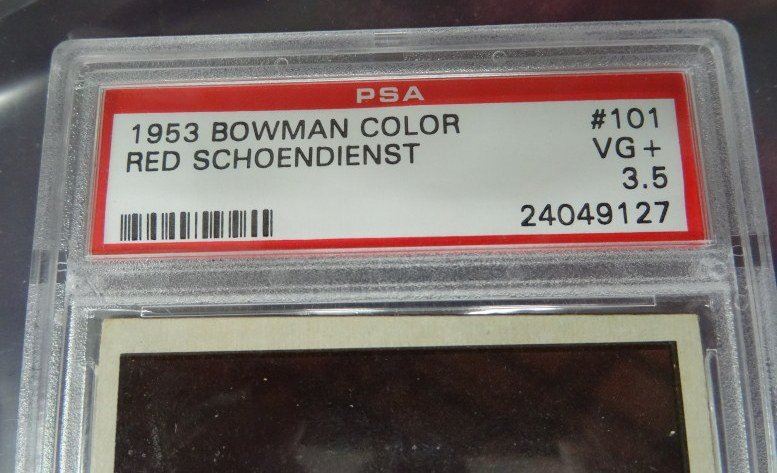 PSA
1953 BOWMAN COLOR #101
RED SCHOENDIENST VG +
3.5
24049127